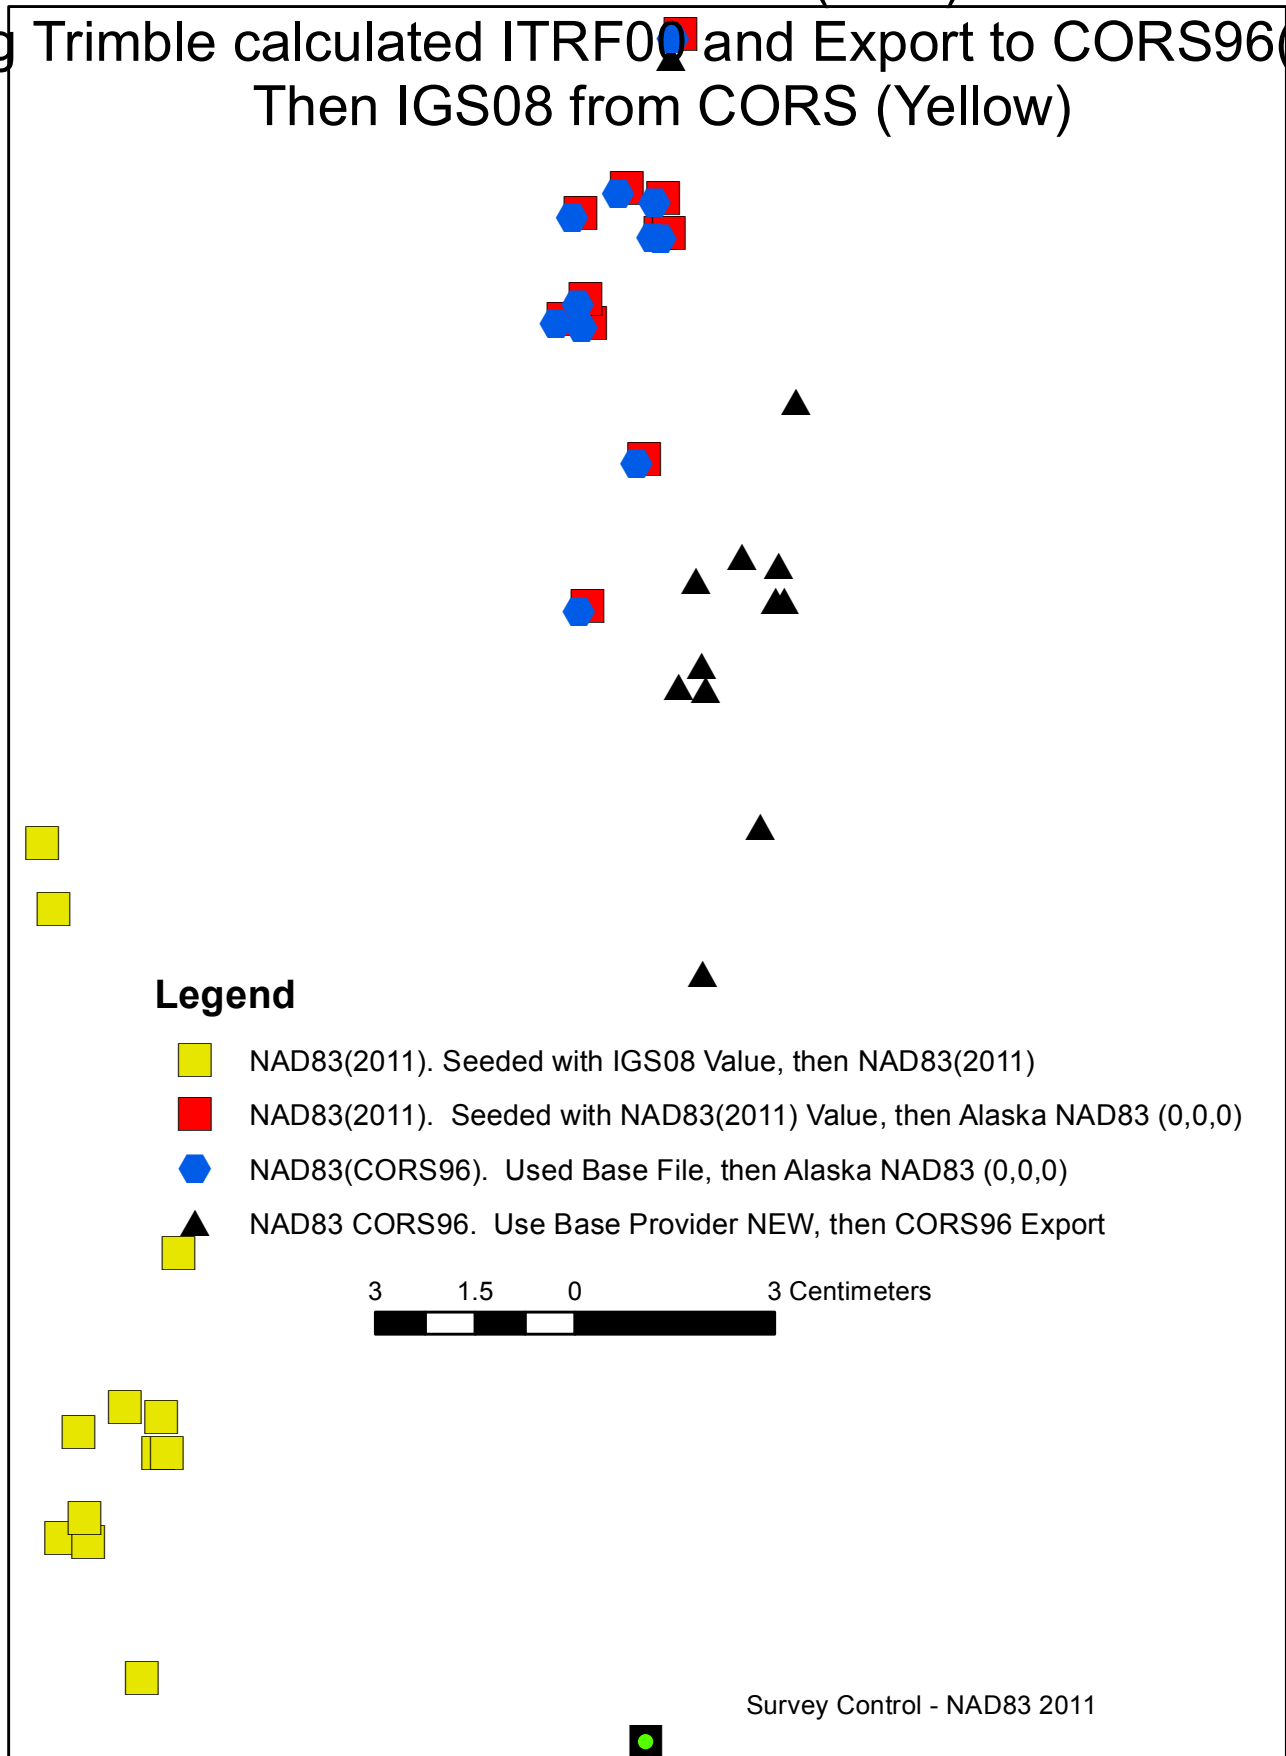 Trimble calculated ITRF00 and Export to CORS96(
Then IGS08 from CORS (Yellow)
Legend
NAD83(2011). Seeded with IGS08 Value, then NAD83(2011)
NAD83(2011).  Seeded with NAD83(2011) Value, then Alaska NAD83 (0,0,0)
NAD83(CORS96).  Used Base File, then Alaska NAD83 (0,0,0)
NAD83 CORS96.  Use Base Provider NEW, then CORS96 Export
3 1.5 0 3 Centimeters
Survey Control - NAD83 2011